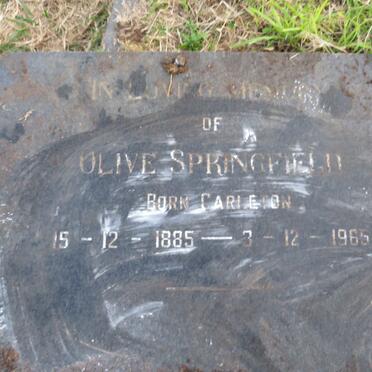 IN LOVING MEMORY
OF
OLIVE SPRINGFIELD
BORN CARLETON
15 - 12 - 1885 — 3 - 12 - 1965